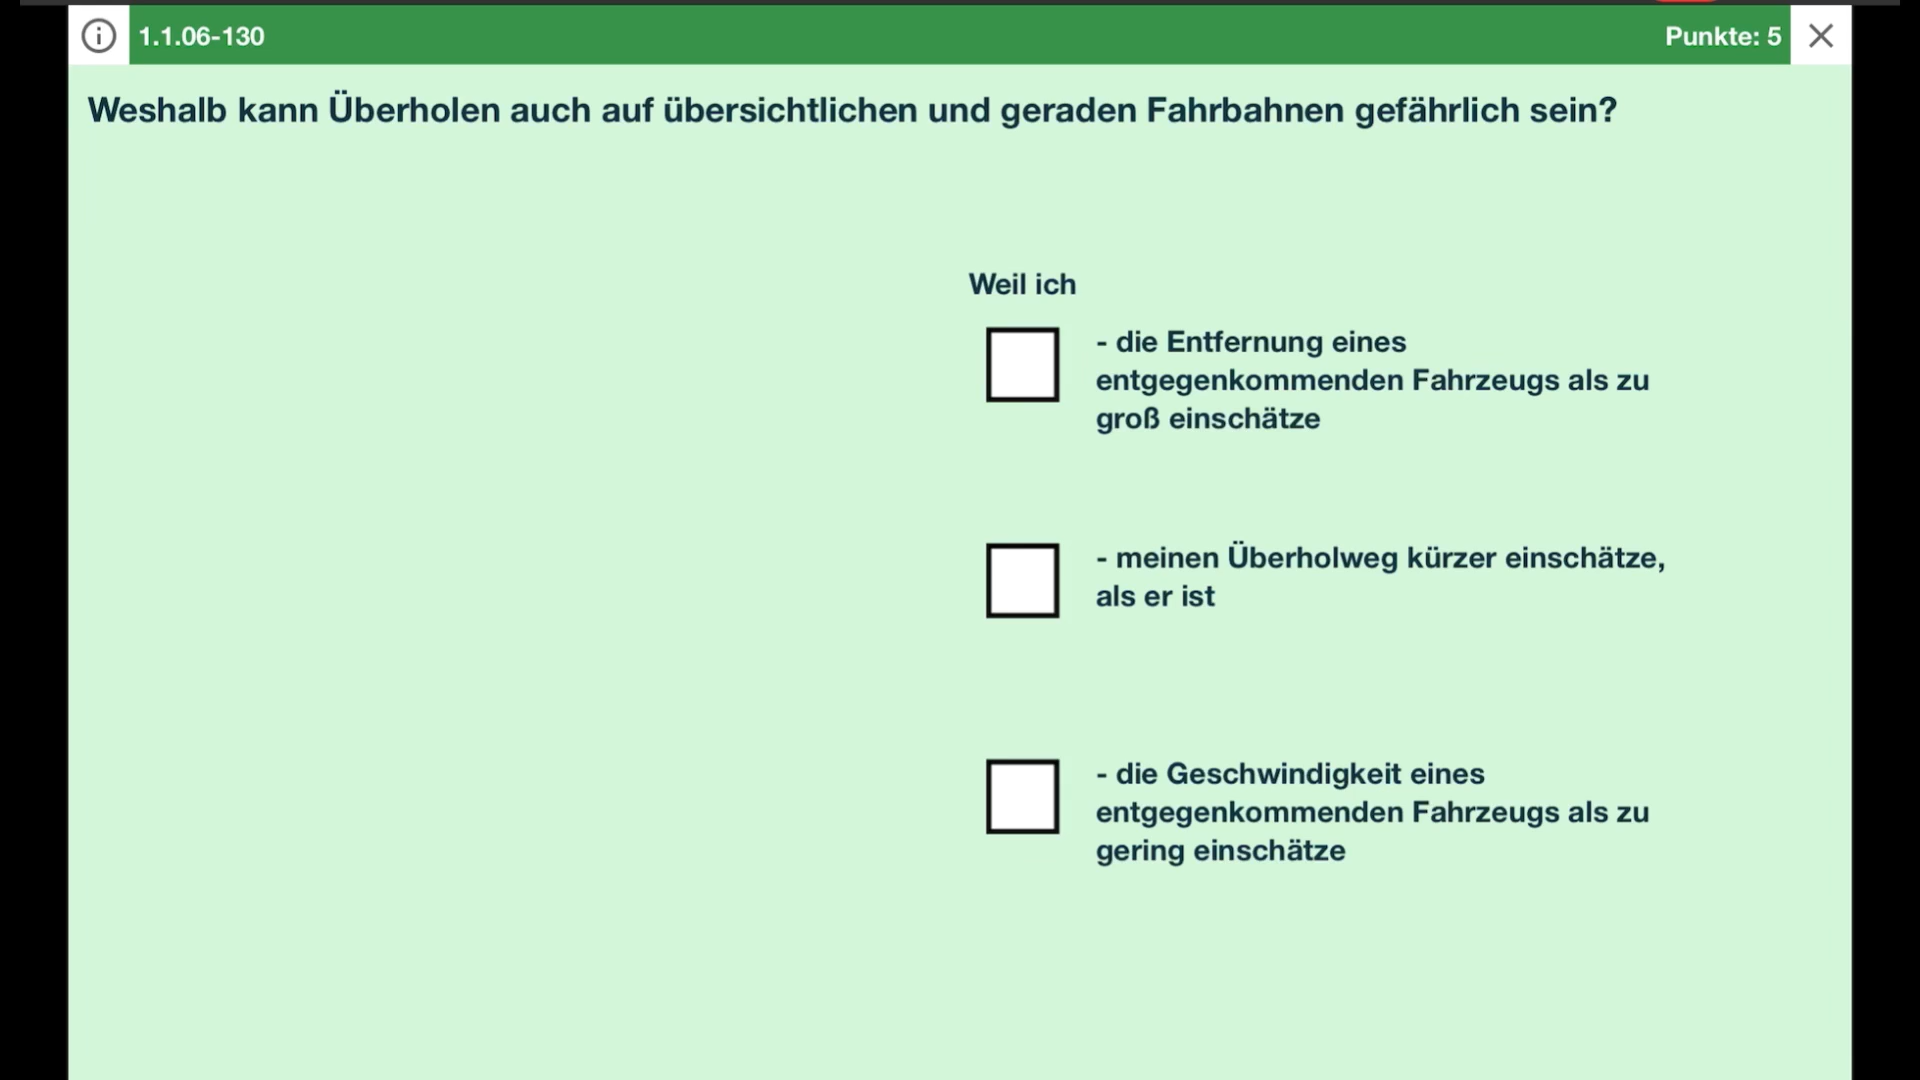 1.1.06-130
Punkte: 5
Weshalb kann Überholen auch auf übersichtlichen und geraden Fahrbahnen gefährlich sein?
Weil ich
- die Entfernung eines
entgegenkommenden Fahrzeugs als zu
groß einschätze
- meinen Überholweg kürzer einschätze,
als er ist
- die Geschwindigkeit eines
entgegenkommenden Fahrzeugs als zu
gering einschätze